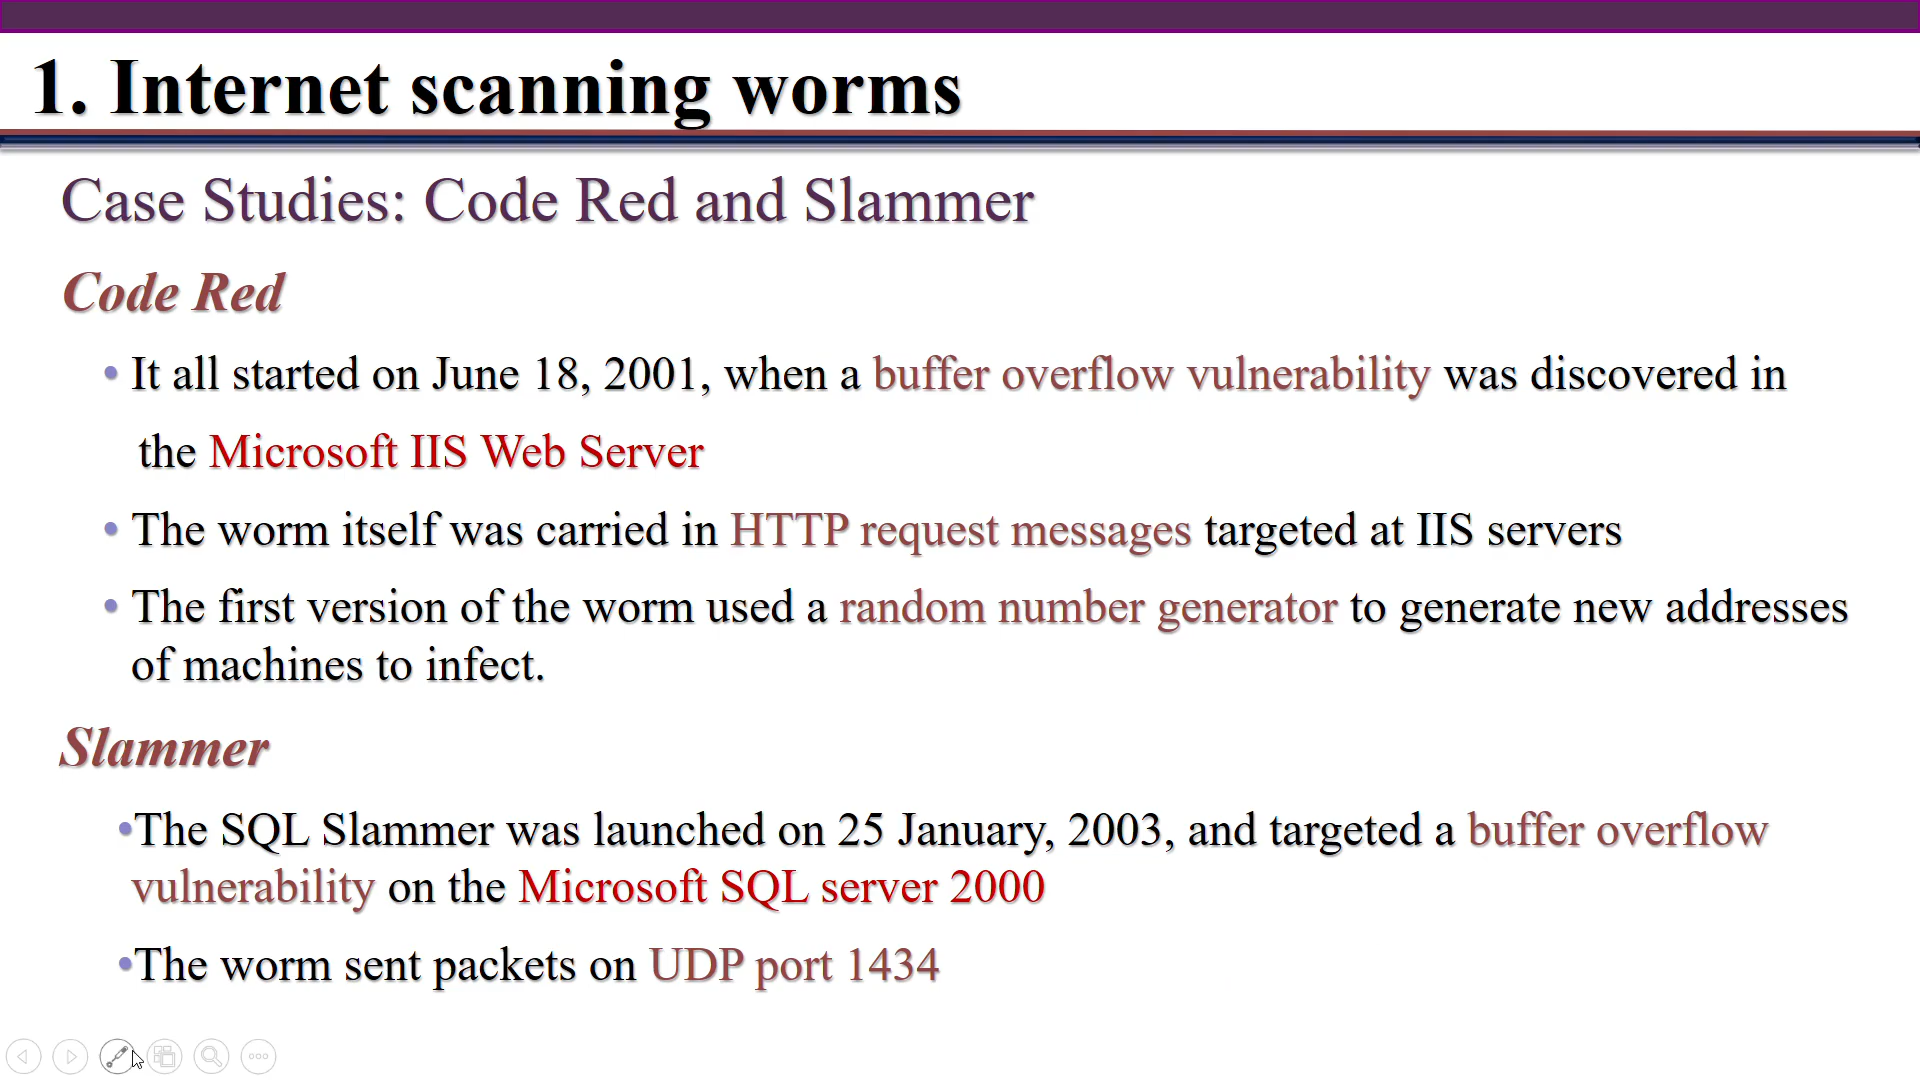 1. Internet scanning worms
Case Studies: Code Red and Slammer
Code Red
• It all started on June 18, 2001, when a buffer overflow vulnerability was discovered in
the Microsoft IIS Web Server
• The worm itself was carried in HTTP request messages targeted at IIS servers
• The first version of the worm used a random number generator to generate new addresses
of machines to infect.
Slammer
•The SQL Slammer was launched on 25 January, 2003, and targeted a buffer overflow
vulnerability on the Microsoft SQL server 2000
•The worm sent packets on UDP port 1434